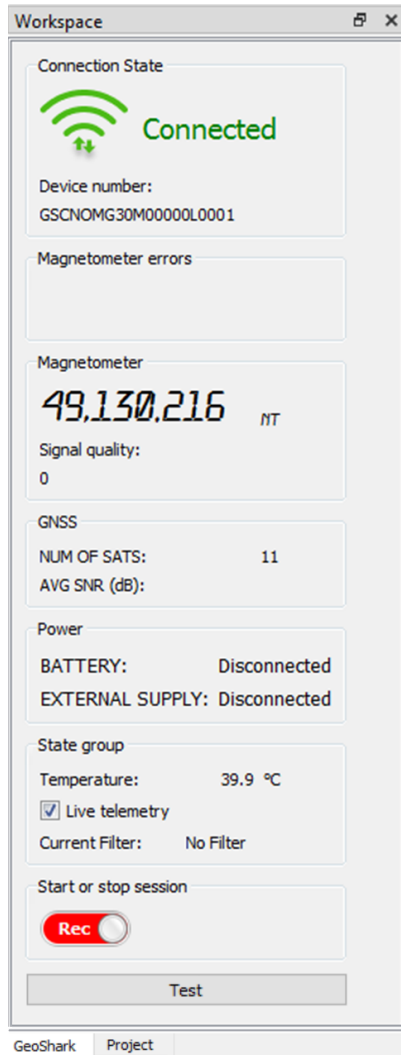 Workspace
Connection State
Connected
Device number:
GSCNOMG30M00000L0001
Magnetometer errors
Magnetometer
49,130,216 NT
Signal quality:
0
GNSS
NUM OF SATS: 11
AVG SNR (dB):
Power
BATTERY: Disconnected
EXTERNAL SUPPLY: Disconnected
State group
Temperature: 39.9 °C
Live telemetry
Current Filter: No Filter
Start or stop session
Rec
Test
GeoShark Project